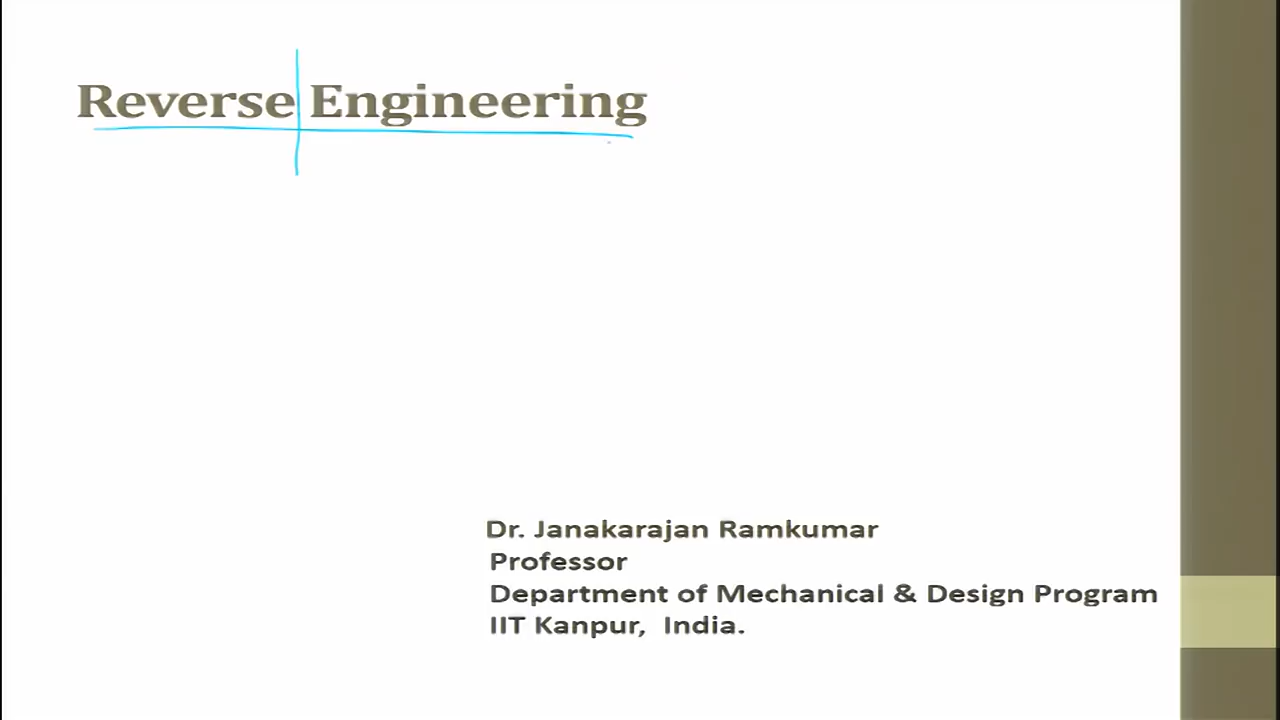 Reverse Engineering
Dr. Janakarajan Ramkumar
Professor
Department of Mechanical & Design Program
IIT Kanpur, India.